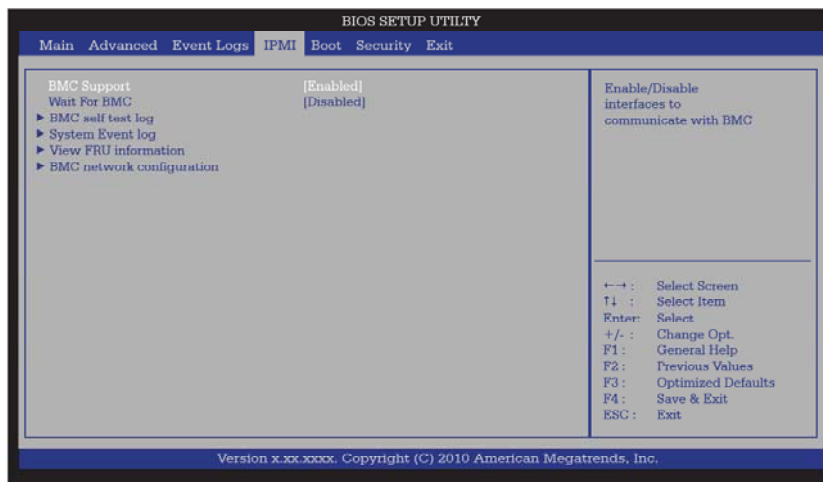 BIOS SETUP UTILTY
Main Advanced Event Logs IPMI Boot Security Exit
BMC Support [Enabled]
Wait For BMC [Disabled]
► BMC self test log
► System Event log
► View FRU information
► BMC network configuration
Enable/Disable
interfaces to
communicate with BMC
←→ : Select Screen
↑↓ : Select Item
Enter: Select
+/- : Change Opt.
F1 : General Help
F2 : Previous Values
F3 : Optimized Defaults
F4 : Save & Exit
ESC : Exit
Version x.xx.xxxx. Copyright (C) 2010 American Megatrends, Inc.